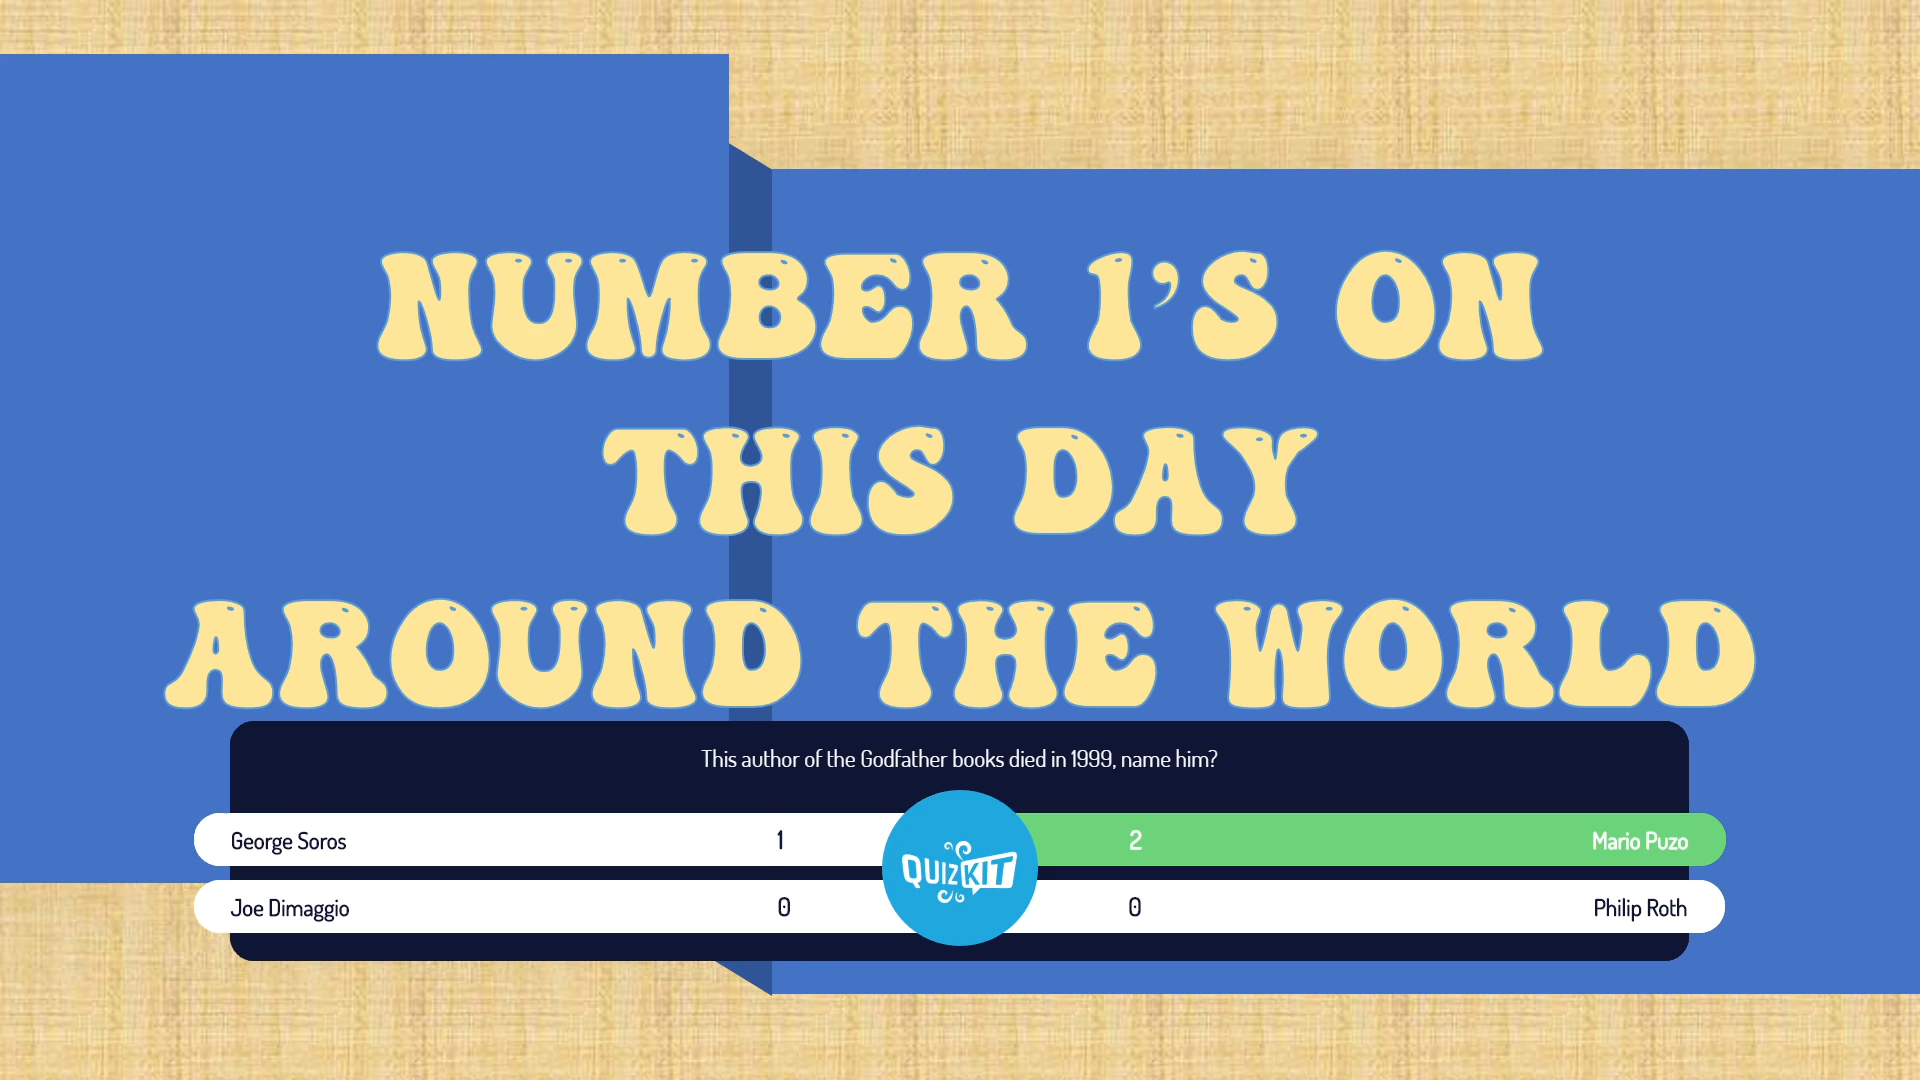 NUMBER 1’S ON
THIS DAY
AROUND THE WORLD
This author of the Godfather books died in 1999, name him?
George Soros 1 2 Mario Puzo
QUIZKIT
Joe Dimaggio 0 0 Philip Roth